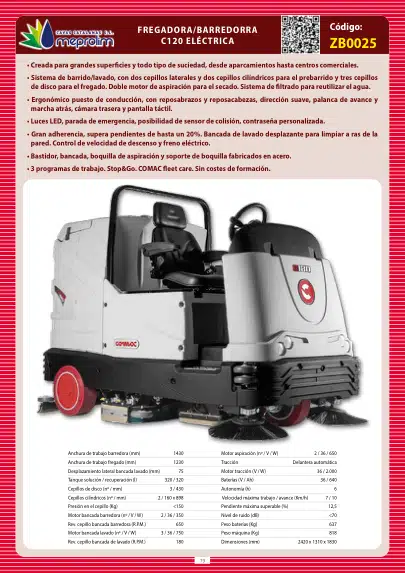 CUPRE CATALANAS S.L.
meprolim
FREGADORA/BARREDORRA
C120 ELÉCTRICA
Código:
ZB0025
• Creada para grandes superficies y todo tipo de suciedad, desde aparcamientos hasta centros comerciales.
• Sistema de barrido/lavado, con dos cepillos laterales y dos cepillos cilíndricos para el prebarrido y tres cepillos
de disco para el fregado. Doble motor de aspiración para el secado. Sistema de filtrado para reutilizar el agua.
• Ergonómico puesto de conducción, con reposabrazos y reposacabezas, dirección suave, palanca de avance y
marcha atrás, cámara trasera y pantalla táctil.
• Luces LED, parada de emergencia, posibilidad de sensor de colisión, contraseña personalizada.
• Gran adherencia, supera pendientes de hasta un 20%. Bancada de lavado desplazante para limpiar a ras de la
pared. Control de velocidad de descenso y freno eléctrico.
• Bastidor, bancada, boquilla de aspiración y soporte de boquilla fabricados en acero.
• 3 programas de trabajo. Stop&Go. COMAC fleet care. Sin costes de formación.
COMAC
Anchura de trabajo barredora (mm) 1430
Anchura de trabajo fregado (mm) 1230
Desplazamiento lateral bancada lavado (mm) 75
Tanque solución / recuperación (l) 320 / 320
Cepillos de disco (nº / mm) 3 / 430
Cepillos cilíndricos (nº / mm) 2 / 160 x 698
Presión en el cepillo (Kg) <150
Motor bancada barredora (nº / V / W) 2 / 36 / 350
Rev. cepillo bancada barredora (R.P.M.) 650
Motor bancada lavado (nº / V / W) 3 / 36 / 750
Rev. cepillo bancada de lavado (R.P.M.) 180
Motor aspiración (nº / V / W) 2 / 36 / 650
Tracción Delantera automática
Motor tracción (V / W) 36 / 2.000
Baterías (V / Ah) 36 / 640
Autonomía (h) 6
Velocidad máxima trabajo / avance (Km/h) 7 / 10
Pendiente máxima superable (%) 12,5
Nivel de ruido (dB) <70
Peso baterías (Kg) 637
Peso máquina (Kg) 818
Dimensiones (mm) 2420 x 1310 x 1830